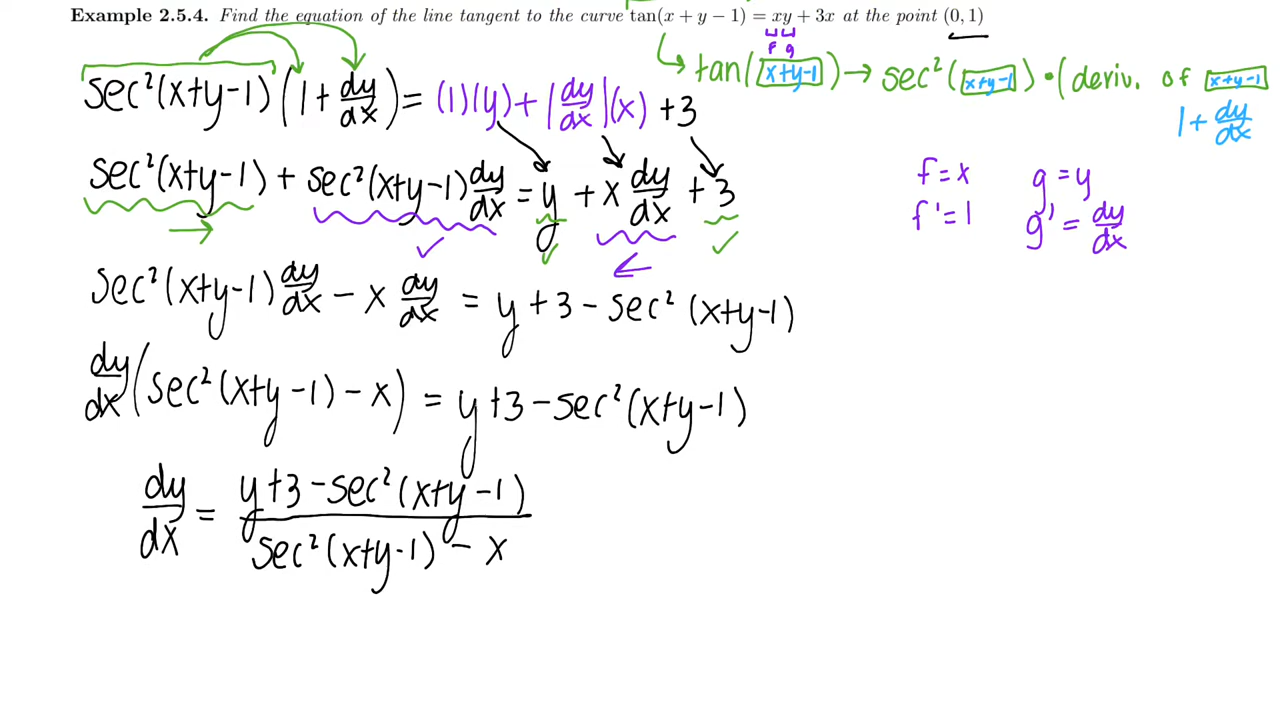 Example 2.5.4. Find the equation of the line tangent to the curve tan(x + y − 1) = xy + 3x at the point (0, 1)
f g
tan(x+y-1) → sec²(x+y-1) • (deriv. of x+y-1
1 + dy/dx
sec²(x+y-1)(1 + dy/dx) = (1)(y) + (dy/dx)(x) + 3
sec²(x+y-1) + sec²(x+y-1) dy/dx = y + x dy/dx + 3
y
f = x g = y
f' = 1 g' = dy/dx
sec²(x+y-1) dy/dx - x dy/dx = y + 3 - sec²(x+y-1)
dy/dx (sec²(x+y-1) - x) = y + 3 - sec²(x+y-1)
dy/dx = y+3-sec²(x+y-1) / sec²(x+y-1) - x